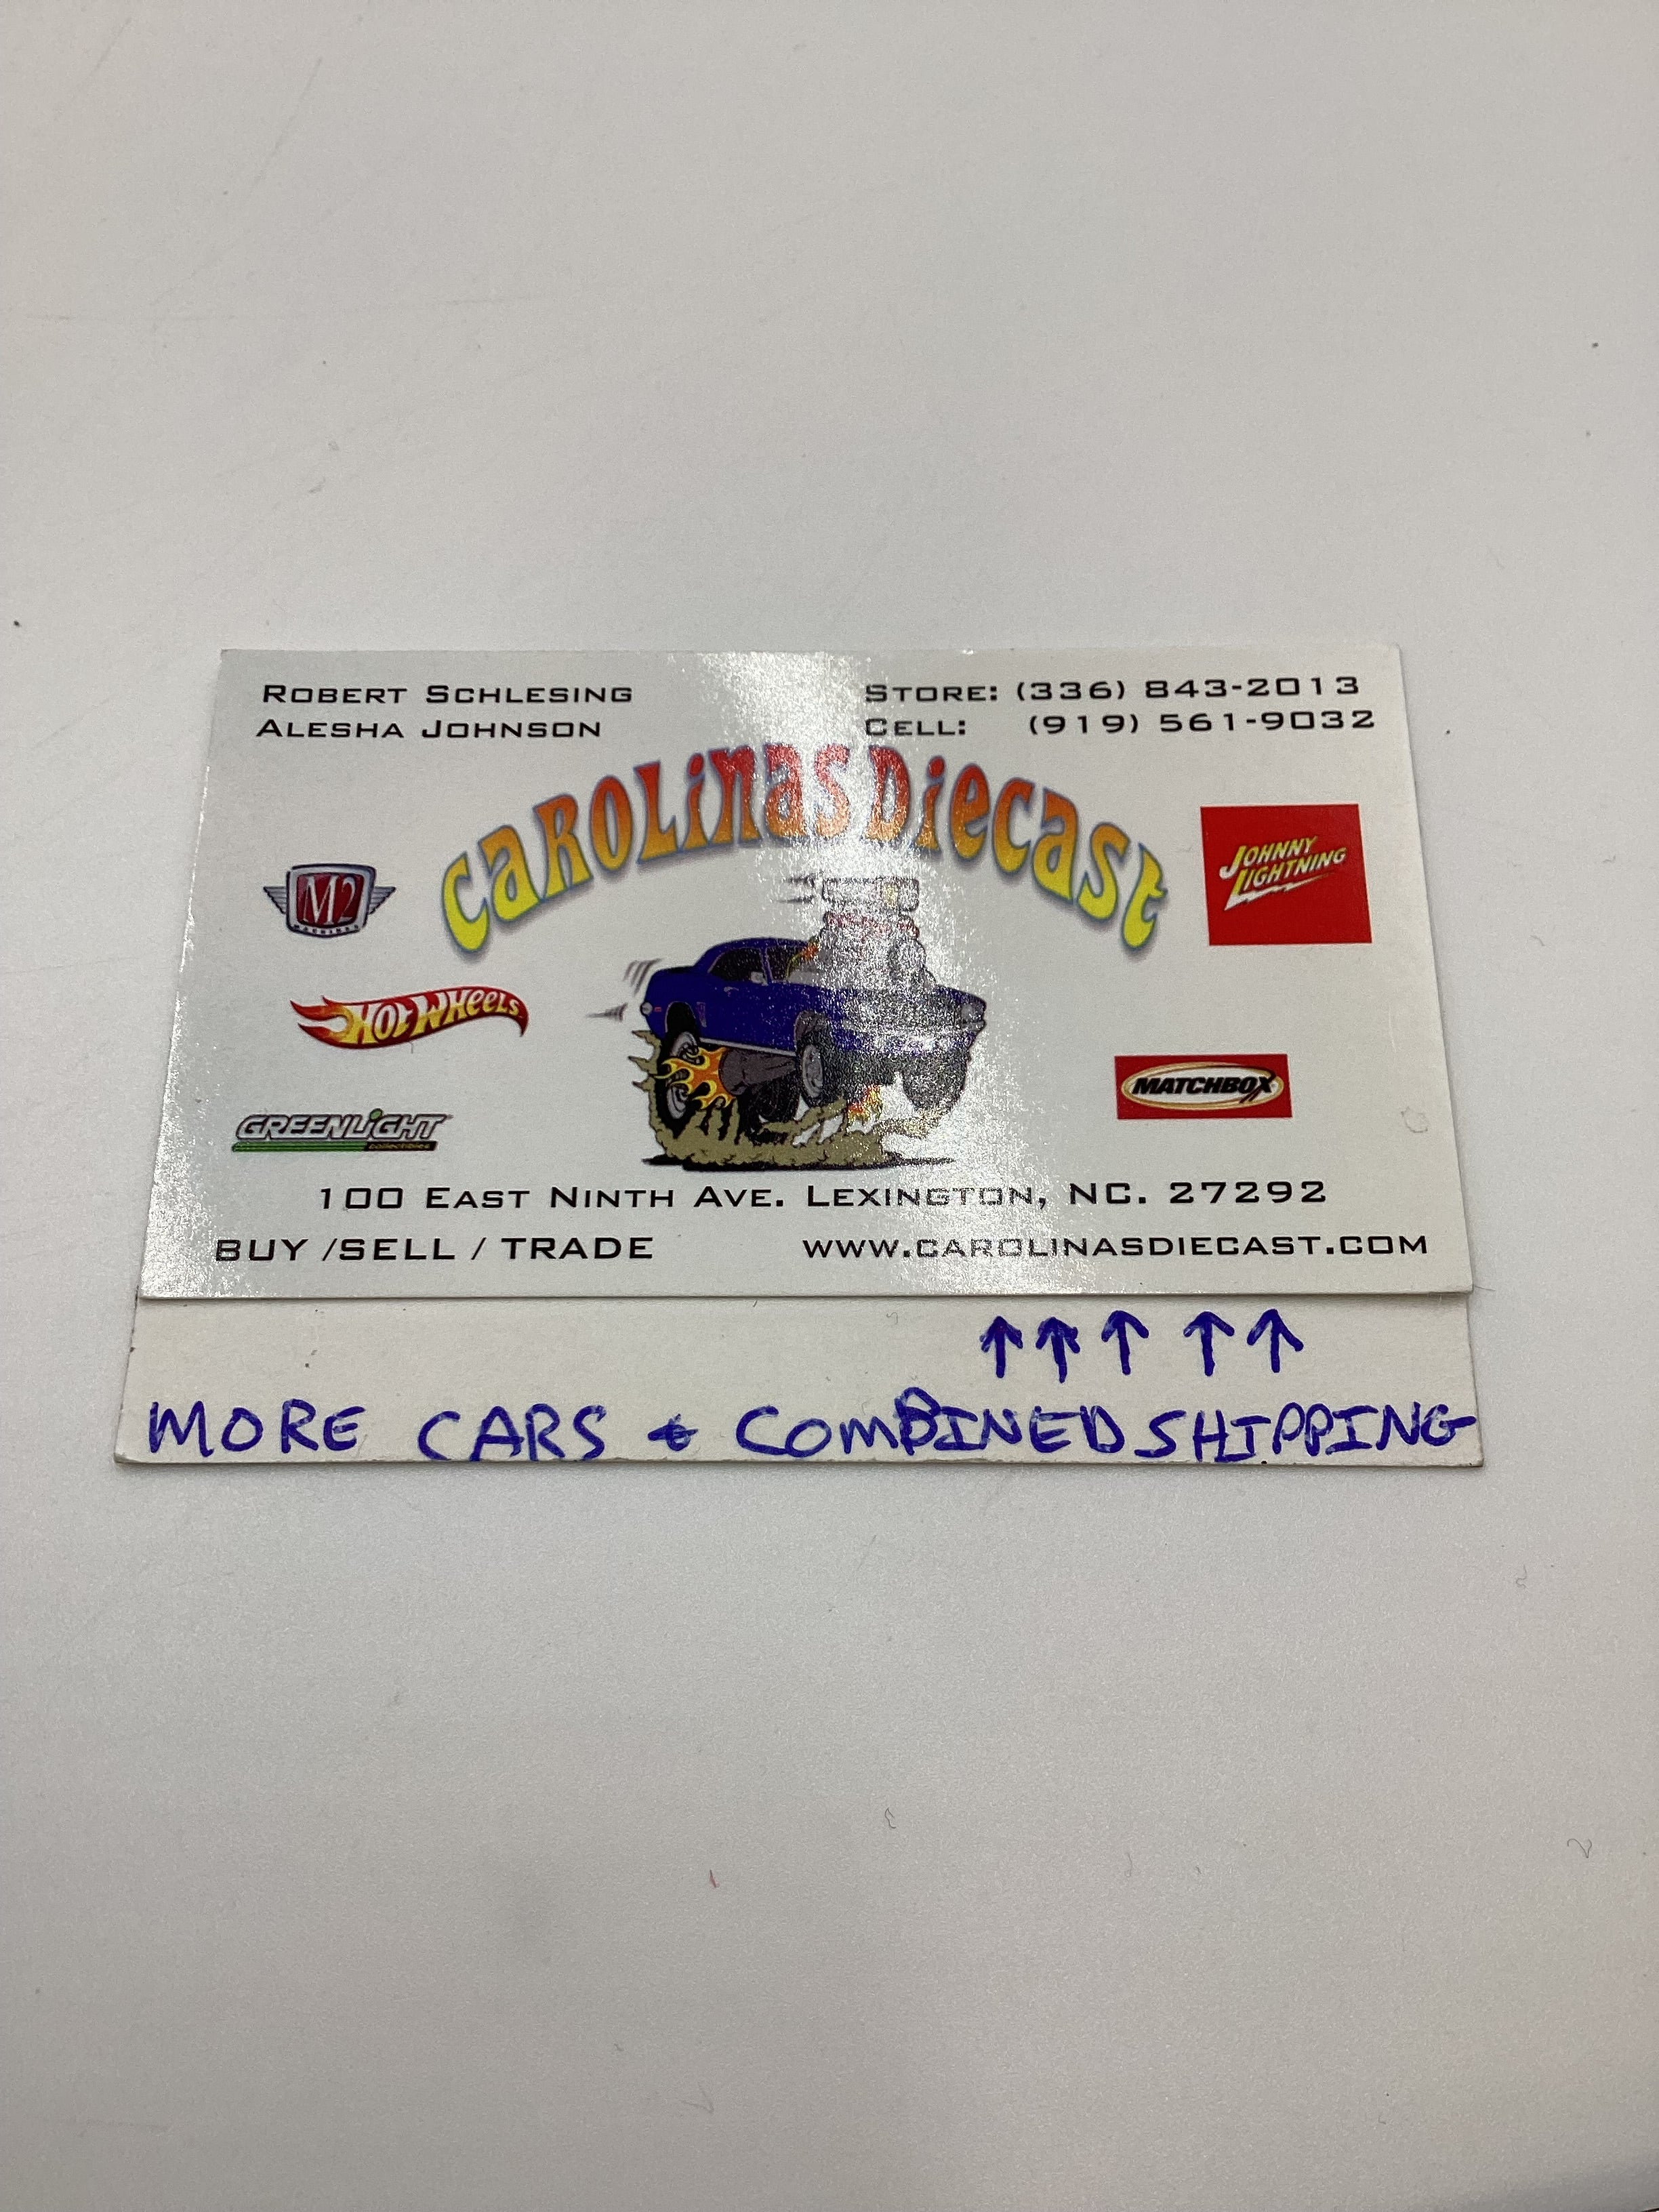 ROBERT SCHLESING
ALESHA JOHNSON
STORE: (336) 843-2013
CELL: (919) 561-9032
CAROLINAS DIECAST
M2
MACHINES
JOHNNY
LIGHTNING
HOT WHEELS
MATCHBOX
GREENLIGHT
100 EAST NINTH AVE. LEXINGTON, NC. 27292
BUY /SELL / TRADE
WWW.CAROLINASDIECAST.COM
↑ ↑ ↑ ↑ ↑
MORE CARS & COMBINED SHIPPING